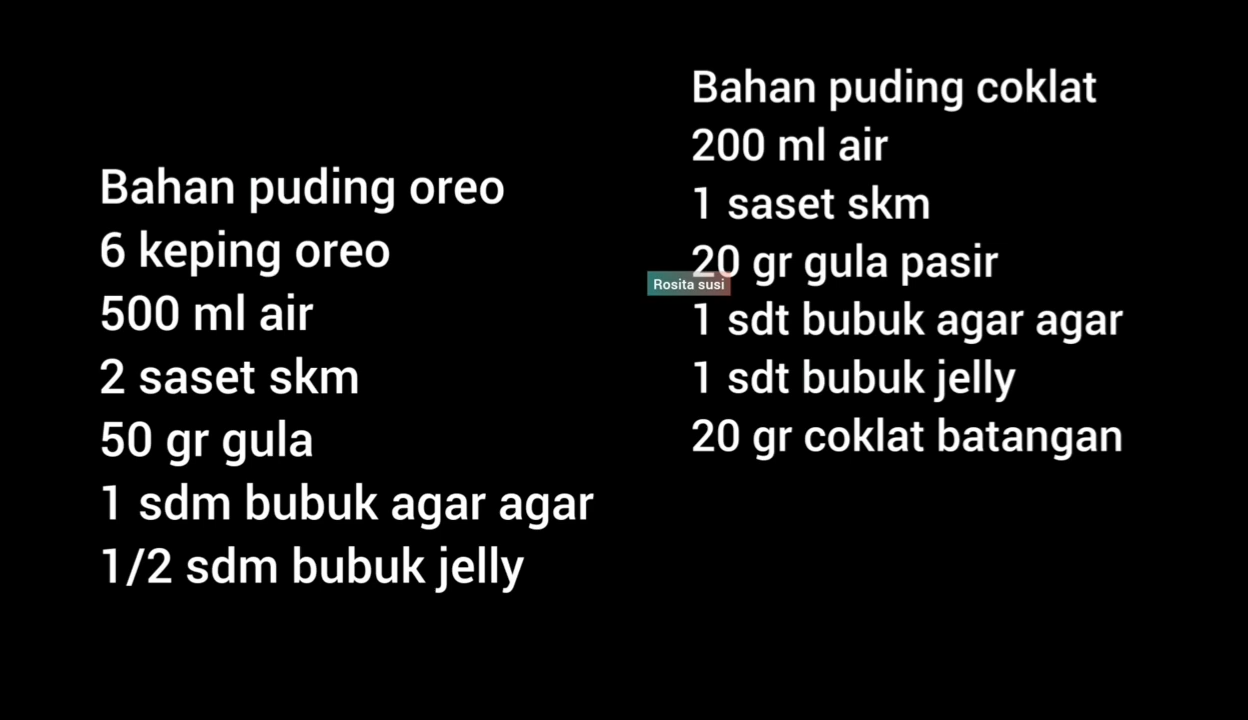 Bahan puding oreo
6 keping oreo
500 ml air
2 saset skm
50 gr gula
1 sdm bubuk agar agar
1/2 sdm bubuk jelly
Bahan puding coklat
200 ml air
1 saset skm
20 gr gula pasir
Rosita susi
1 sdt bubuk agar agar
1 sdt bubuk jelly
20 gr coklat batangan